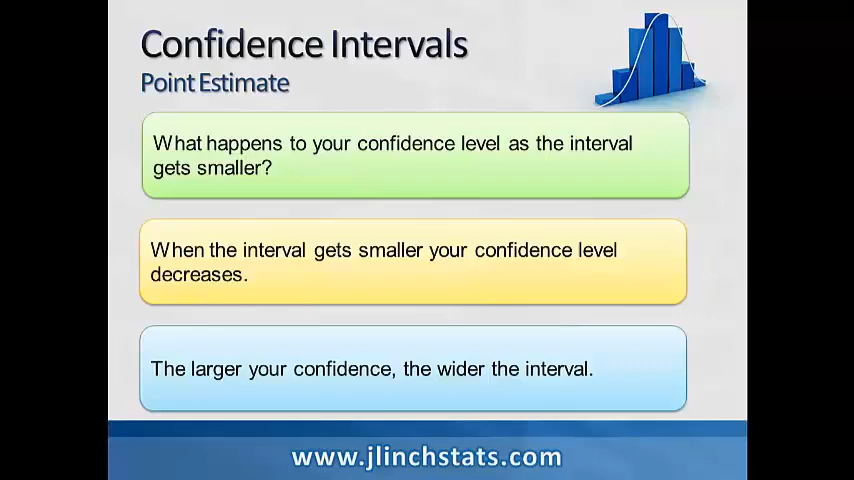 Confidence Intervals
Point Estimate
What happens to your confidence level as the interval
gets smaller?
When the interval gets smaller your confidence level
decreases.
The larger your confidence, the wider the interval.
www.jlinchstats.com